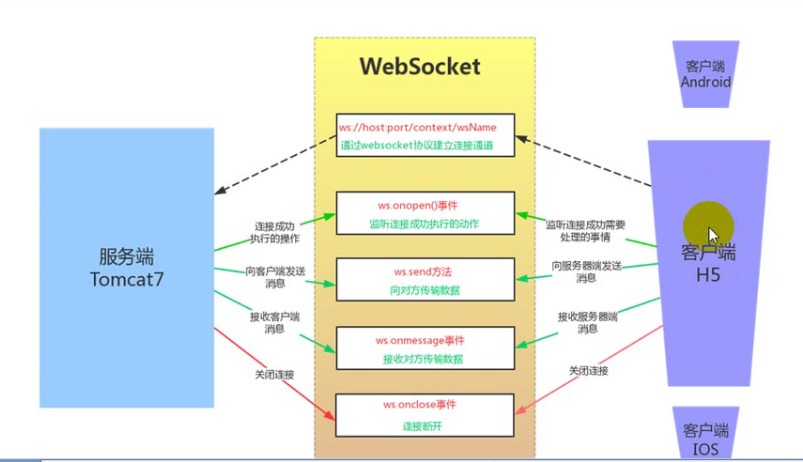 WebSocket
客户端
Android
ws://host:port/context/wsName
通过websocket协议建立连接通道
ws.onopen()事件
监听连接成功执行的动作
连接成功
执行的操作
监听连接成功需要
处理的事情
服务端
Tomcat7
客户端
H5
ws.send方法
向对方传输数据
向客户端发送
消息
向服务器端发送
消息
接收客户端
消息
接收服务器端
消息
ws.onmessage事件
接收对方传输数据
关闭连接
关闭连接
ws.onclose事件
连接断开
客户端
IOS